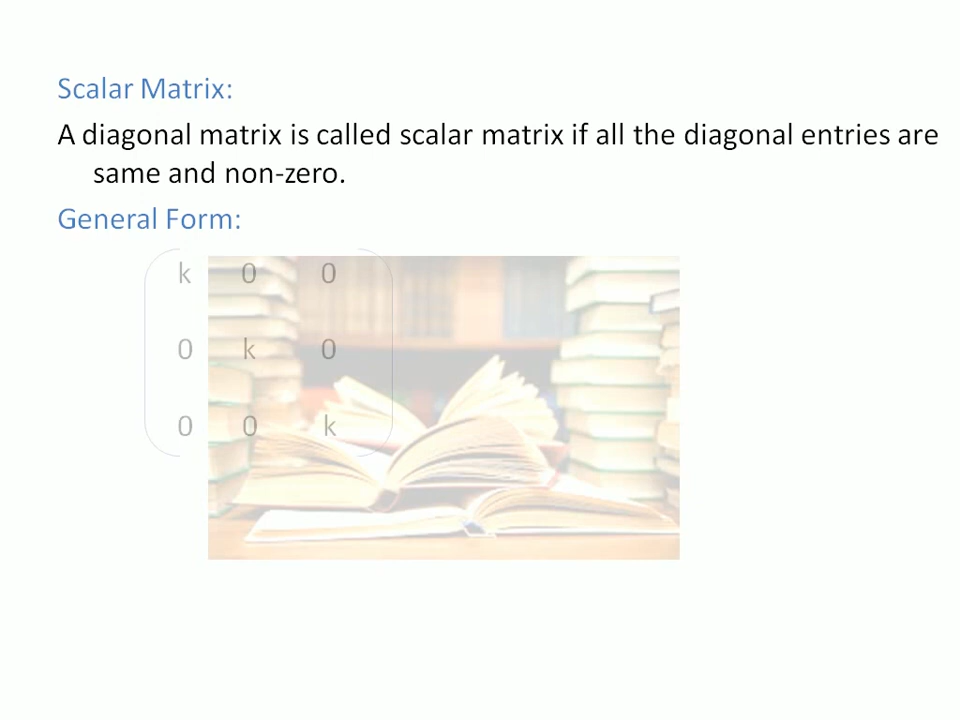 Scalar Matrix:
A diagonal matrix is called scalar matrix if all the diagonal entries are
same and non-zero.
General Form:
k 0 0
0 k 0
0 0 k